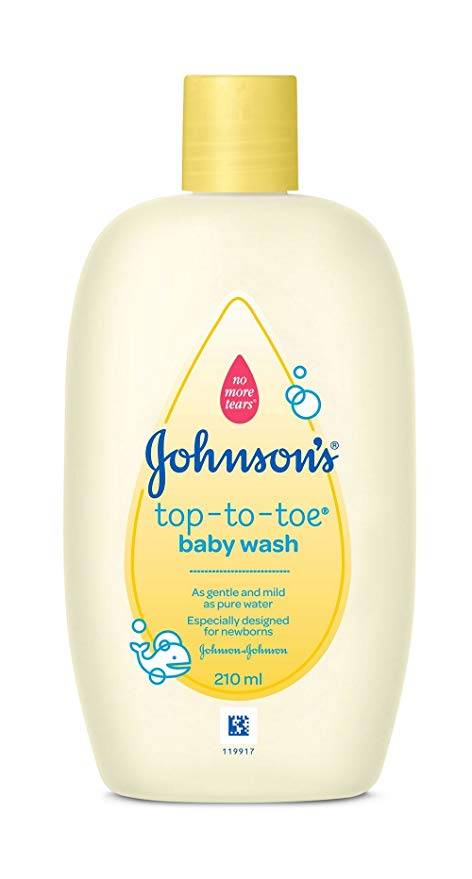 no
more
tears™
Johnson's®
top-to-toe®
baby wash
As gentle and mild
as pure water
Especially designed
for newborns
Johnson & Johnson
210 ml
119917